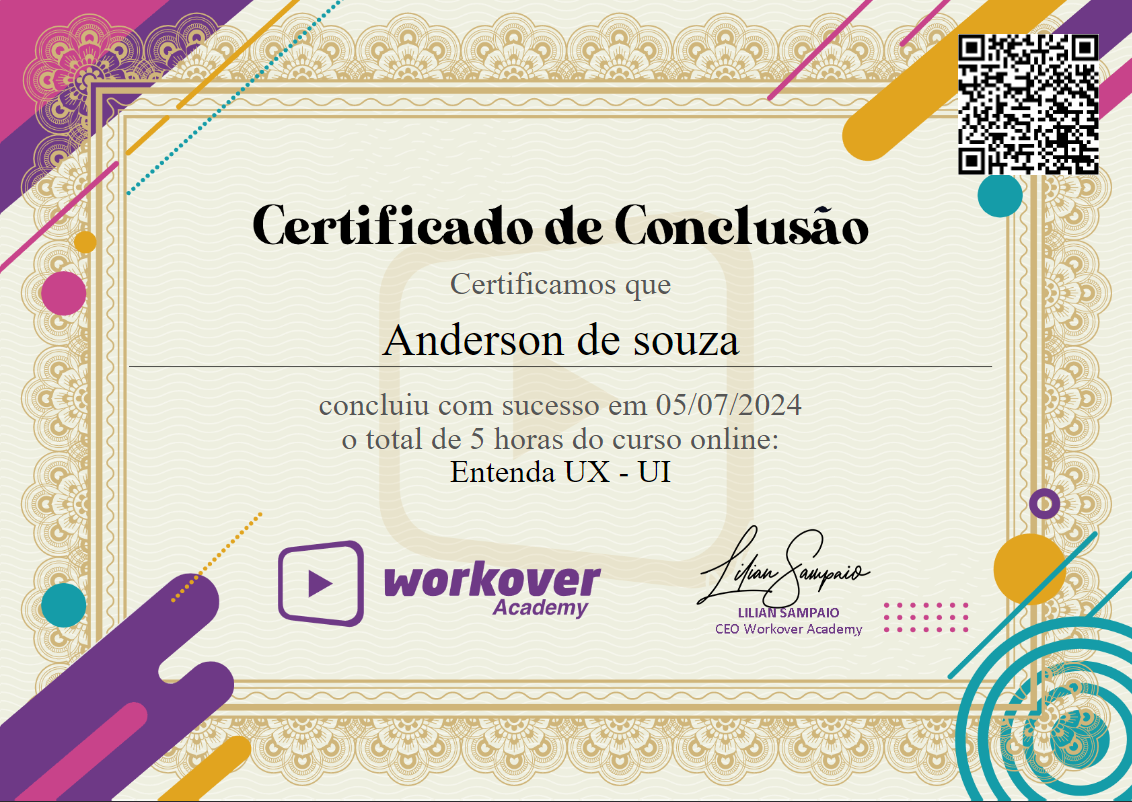 Certificado de Conclusão
Certificamos que
Anderson de souza
concluiu com sucesso em 05/07/2024
o total de 5 horas do curso online:
Entenda UX - UI
workover
Academy
Lilian Sampaio
LILIAN SAMPAIO
CEO Workover Academy